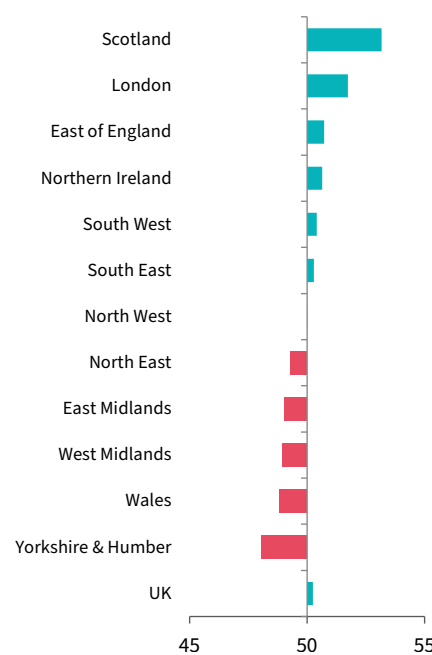 Scotland
London
East of England
Northern Ireland
South West
South East
North West
North East
East Midlands
West Midlands
Wales
Yorkshire & Humber
UK
45 50 55